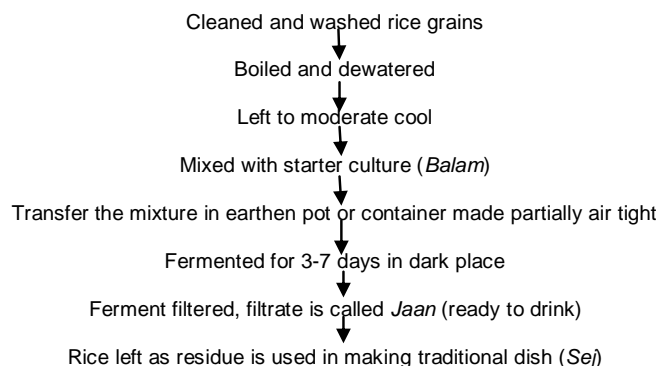 Cleaned and washed rice grains
Boiled and dewatered
Left to moderate cool
Mixed with starter culture (Balam)
Transfer the mixture in earthen pot or container made partially air tight
Fermented for 3-7 days in dark place
Ferment filtered, filtrate is called Jaan (ready to drink)
Rice left as residue is used in making traditional dish (Sej)